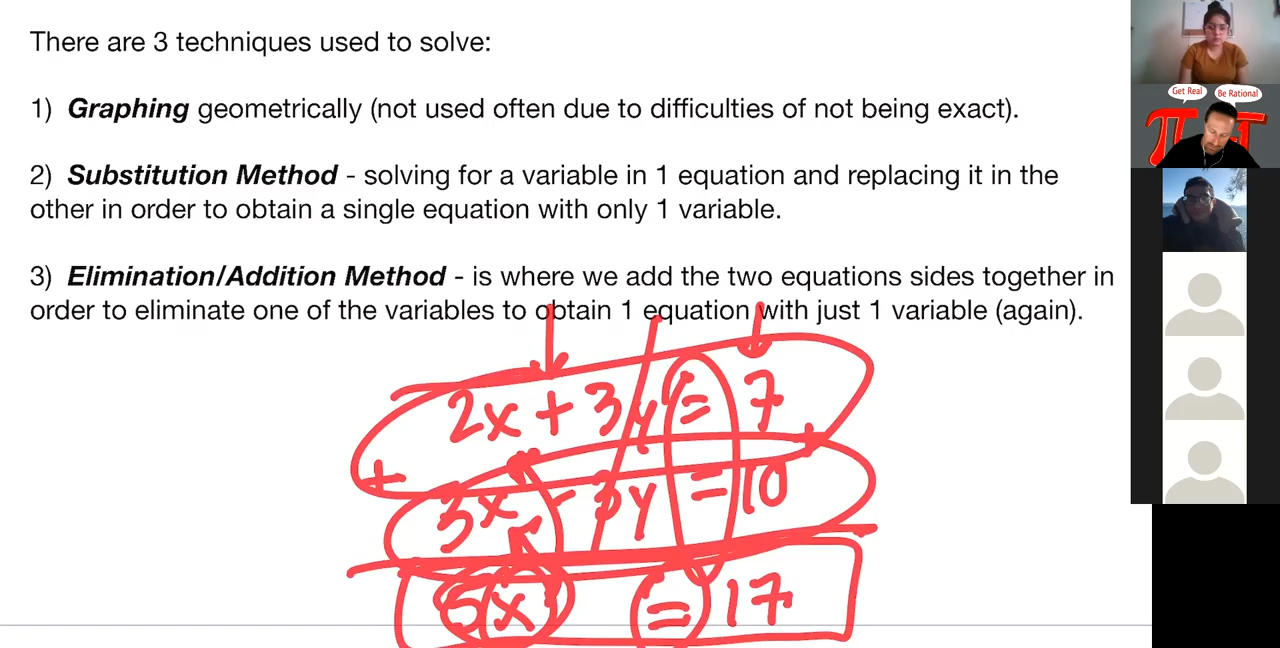 There are 3 techniques used to solve:
1) Graphing geometrically (not used often due to difficulties of not being exact).
2) Substitution Method - solving for a variable in 1 equation and replacing it in the
other in order to obtain a single equation with only 1 variable.
3) Elimination/Addition Method - is where we add the two equations sides together in
order to eliminate one of the variables to obtain 1 equation with just 1 variable (again).
2x + 3y = 7
+ 3x - 3y = 10
5x = 17
Get Real
Be Rational